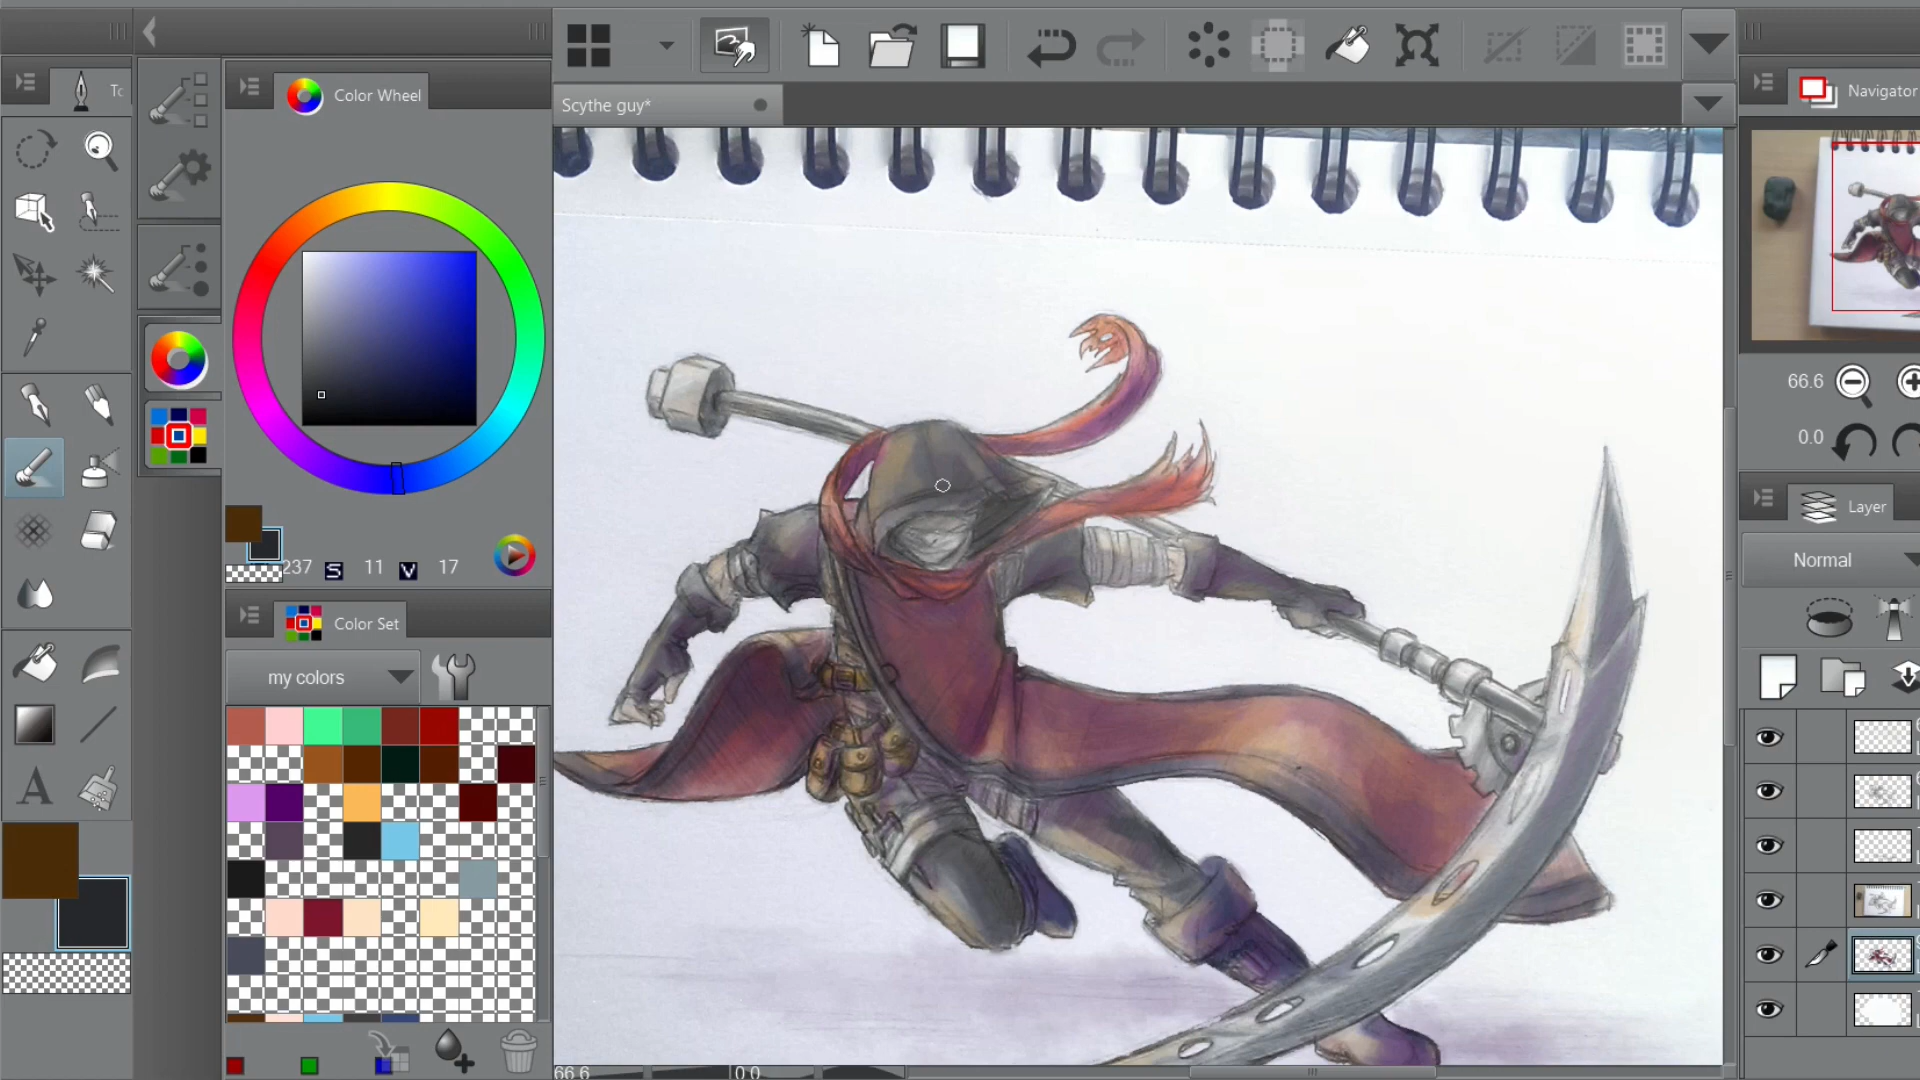 To
Color Wheel
237 S 11 V 17
Color Set
my colors
Scythe guy*
66.6
0.0
Navigator
66.6
0.0
Layer
Normal
A